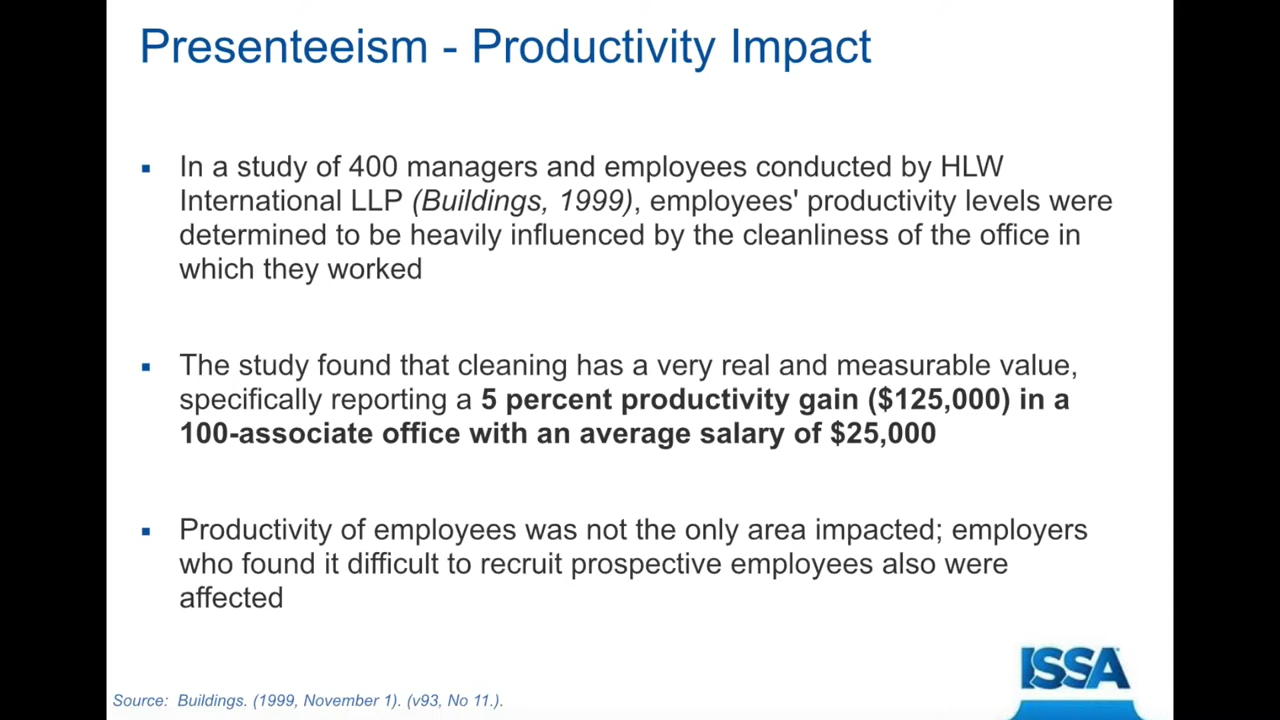 Presenteeism - Productivity Impact
▪ In a study of 400 managers and employees conducted by HLW
International LLP (Buildings, 1999), employees' productivity levels were
determined to be heavily influenced by the cleanliness of the office in
which they worked
▪ The study found that cleaning has a very real and measurable value,
specifically reporting a 5 percent productivity gain ($125,000) in a
100-associate office with an average salary of $25,000
▪ Productivity of employees was not the only area impacted; employers
who found it difficult to recruit prospective employees also were
affected
ISSA
Source: Buildings. (1999, November 1). (v93, No 11.).